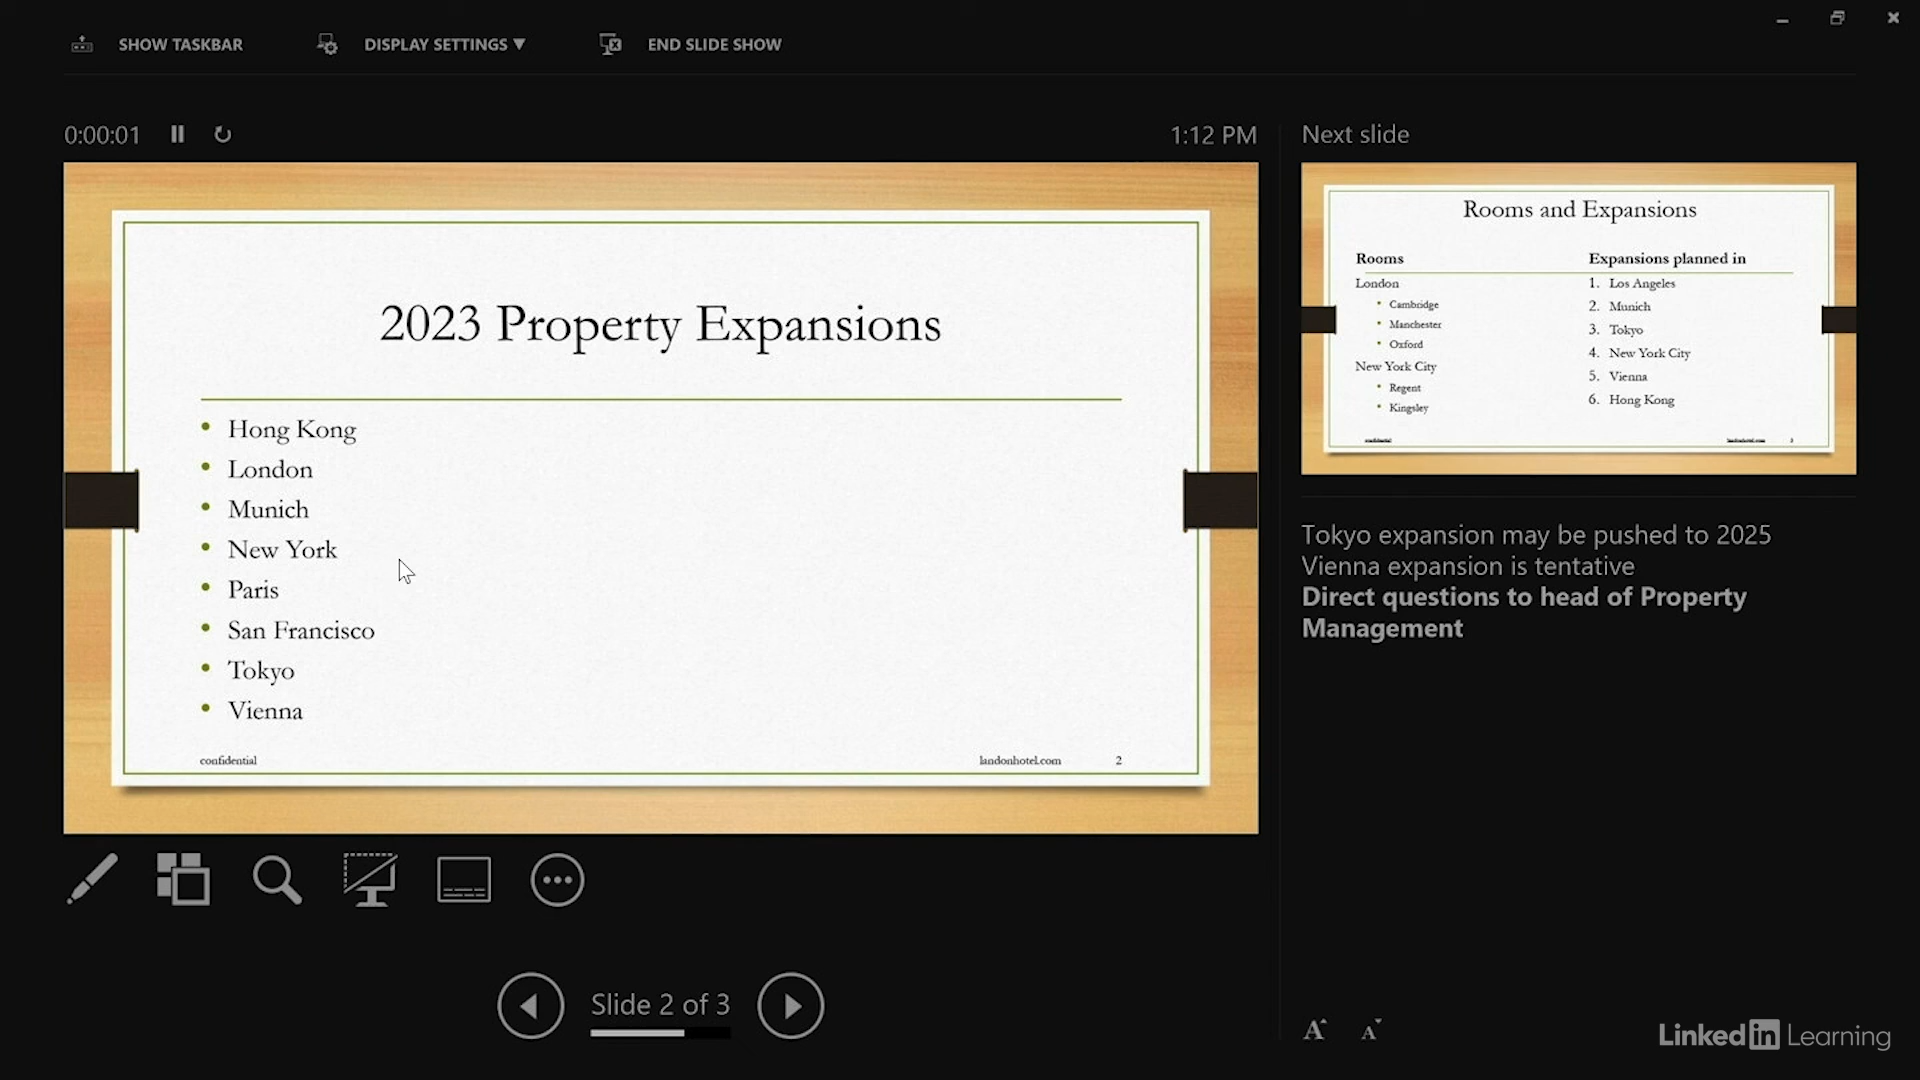 SHOW TASKBAR
DISPLAY SETTINGS ▼
END SLIDE SHOW
0:00:01
1:12 PM
Next slide
2023 Property Expansions
• Hong Kong
• London
• Munich
• New York
• Paris
• San Francisco
• Tokyo
• Vienna
confidential
landonhotel.com
2
Rooms and Expansions
Rooms
London
• Cambridge
• Manchester
• Oxford
New York City
• Regent
• Kingsley
Expansions planned in
1. Los Angeles
2. Munich
3. Tokyo
4. New York City
5. Vienna
6. Hong Kong
confidential
landonhotel.com
3
Tokyo expansion may be pushed to 2025
Vienna expansion is tentative
Direct questions to head of Property
Management
Slide 2 of 3
A
A
LinkedIn Learning